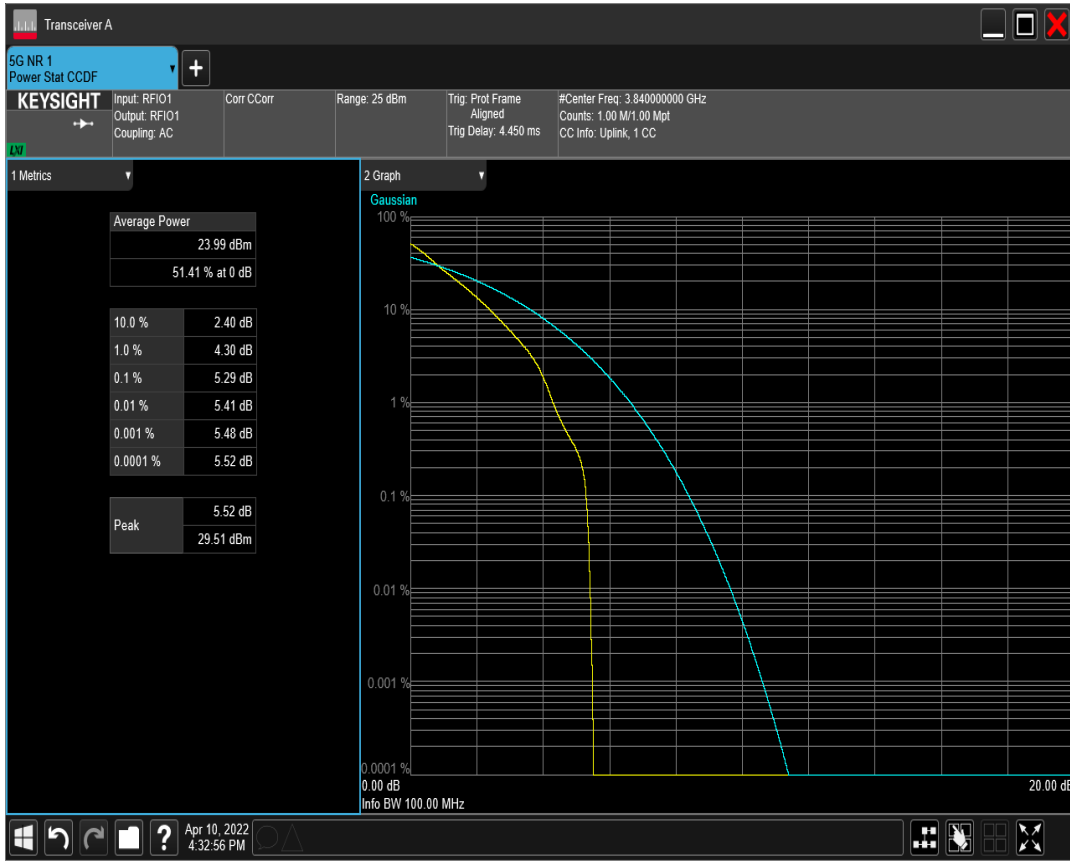 Transceiver A
5G NR 1
Power Stat CCDF
KEYSIGHT
LXI
Input: RFIO1
Output: RFIO1
Coupling: AC
Corr CCorr
Range: 25 dBm
Trig: Prot Frame
Aligned
Trig Delay: 4.450 ms
#Center Freq: 3.840000000 GHz
Counts: 1.00 M/1.00 Mpt
CC Info: Uplink, 1 CC
1 Metrics
Average Power
23.99 dBm
51.41 % at 0 dB
10.0 % 2.40 dB
1.0 % 4.30 dB
0.1 % 5.29 dB
0.01 % 5.41 dB
0.001 % 5.48 dB
0.0001 % 5.52 dB
Peak 5.52 dB
29.51 dBm
2 Graph
Gaussian
100 %
10 %
1 %
0.1 %
0.01 %
0.001 %
0.0001 %
0.00 dB 20.00 dB
Info BW 100.00 MHz
?
Apr 10, 2022
4:32:56 PM